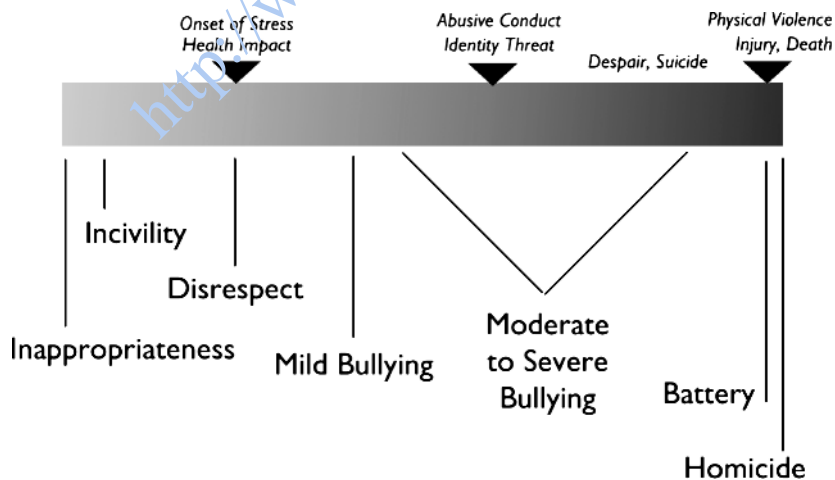 Onset of Stress
Health Impact
Abusive Conduct
Identity Threat
Despair, Suicide
Physical Violence
Injury, Death
http://w
Incivility
Disrespect
Inappropriateness
Mild Bullying
Moderate
to Severe
Bullying
Battery
Homicide